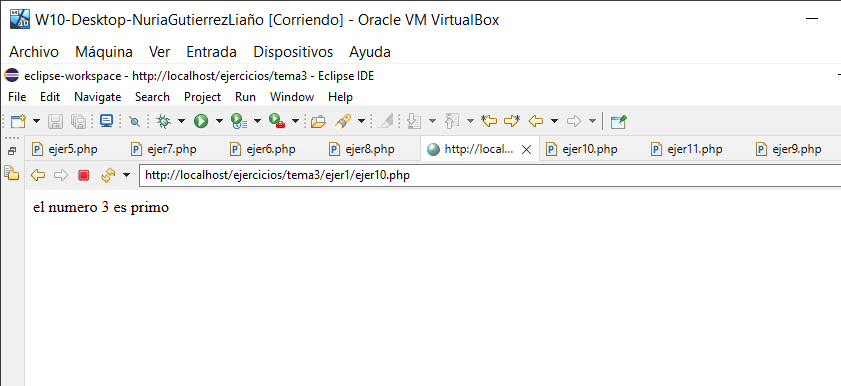 W10-Desktop-NuriaGutierrezLiaño [Corriendo] - Oracle VM VirtualBox
Archivo Máquina Ver Entrada Dispositivos Ayuda
eclipse-workspace - http://localhost/ejercicios/tema3 - Eclipse IDE
File Edit Navigate Search Project Run Window Help
ejer5.php ejer7.php ejer6.php ejer8.php http://local... ejer10.php ejer11.php ejer9.php
http://localhost/ejercicios/tema3/ejer1/ejer10.php
el numero 3 es primo